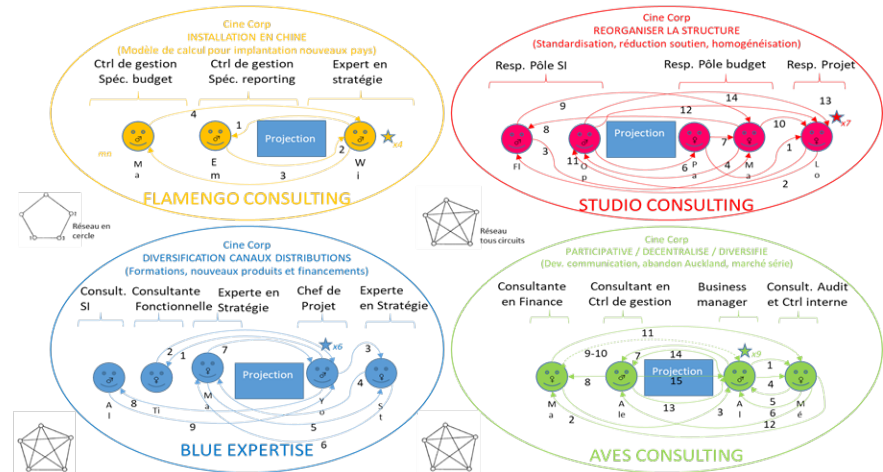 Cine Corp
INSTALLATION EN CHINE
(Modèle de calcul pour implantation nouveaux pays)
Ctrl de gestion
Spéc. budget
Ctrl de gestion
Spéc. reporting
Expert en
stratégie
4
1
Projection
2
3
x4
mn
M
a
E
m
W
i
FLAMENGO CONSULTING
Réseau en
cercle
Cine Corp
REORGANISER LA STRUCTURE
(Standardisation, réduction soutien, homogénéisation)
Resp. Pôle SI
Resp. Pôle budget
Resp. Projet
9
14
13
8
12
10
x7
Projection
3
11
6
7
4
1
2
Fl
O
p
P
a
M
a
L
o
STUDIO CONSULTING
Réseau
tous circuits
Cine Corp
DIVERSIFICATION CANAUX DISTRIBUTIONS
(Formations, nouveaux produits et financements)
Consult.
SI
Consultante
Fonctionnelle
Experte en
Stratégie
Chef de
Projet
Experte
en Stratégie
2
1
7
x6
3
Projection
4
8
5
9
6
A
l
Ti
M
a
Y
o
S
t
BLUE EXPERTISE
Cine Corp
PARTICIPATIVE / DECENTRALISE / DIVERSIFIE
(Dev. communication, abandon Auckland, marché série)
Consultante
en Finance
Consultant en
Ctrl de gestion
Business
manager
Consult. Audit
et Ctrl interne
11
9-10
7
14
x9
1
Projection
8
15
4
5
13
3
6
2
12
M
a
A
le
A
l
M
é
AVES CONSULTING